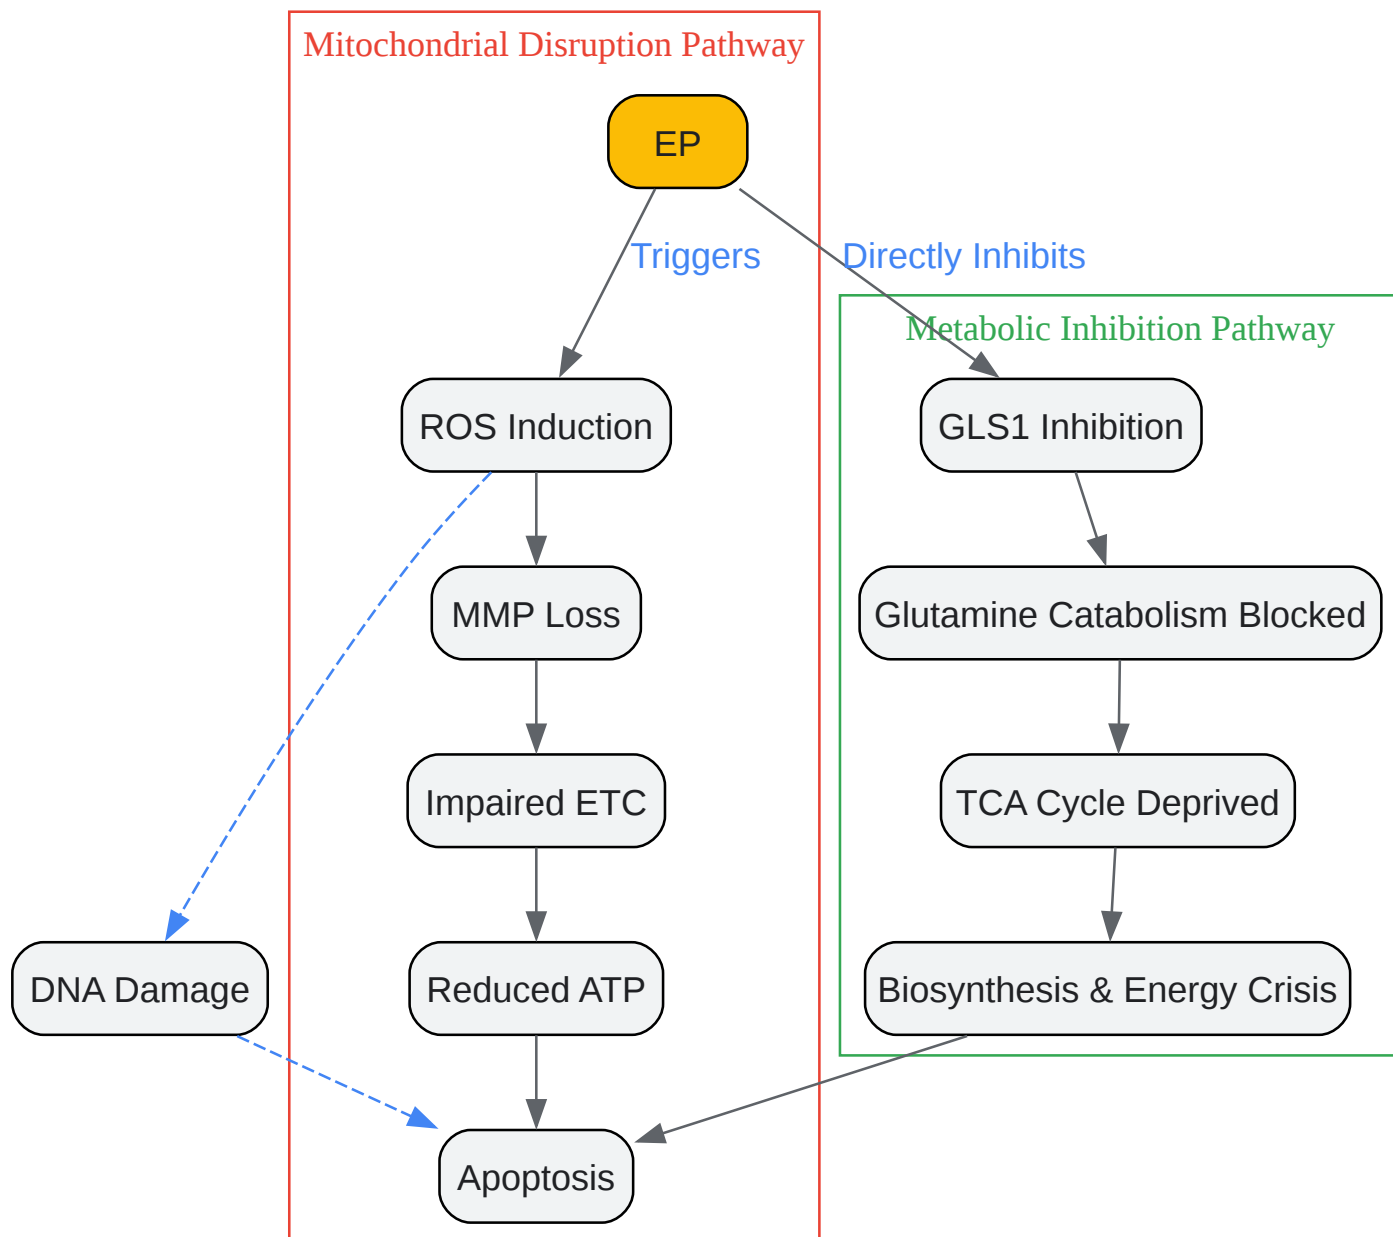 Mitochondrial Disruption Pathway
EP
Triggers
Directly Inhibits
Metabolic Inhibition Pathway
ROS Induction
GLS1 Inhibition
MMP Loss
Glutamine Catabolism Blocked
Impaired ETC
TCA Cycle Deprived
DNA Damage
Reduced ATP
Biosynthesis & Energy Crisis
Apoptosis